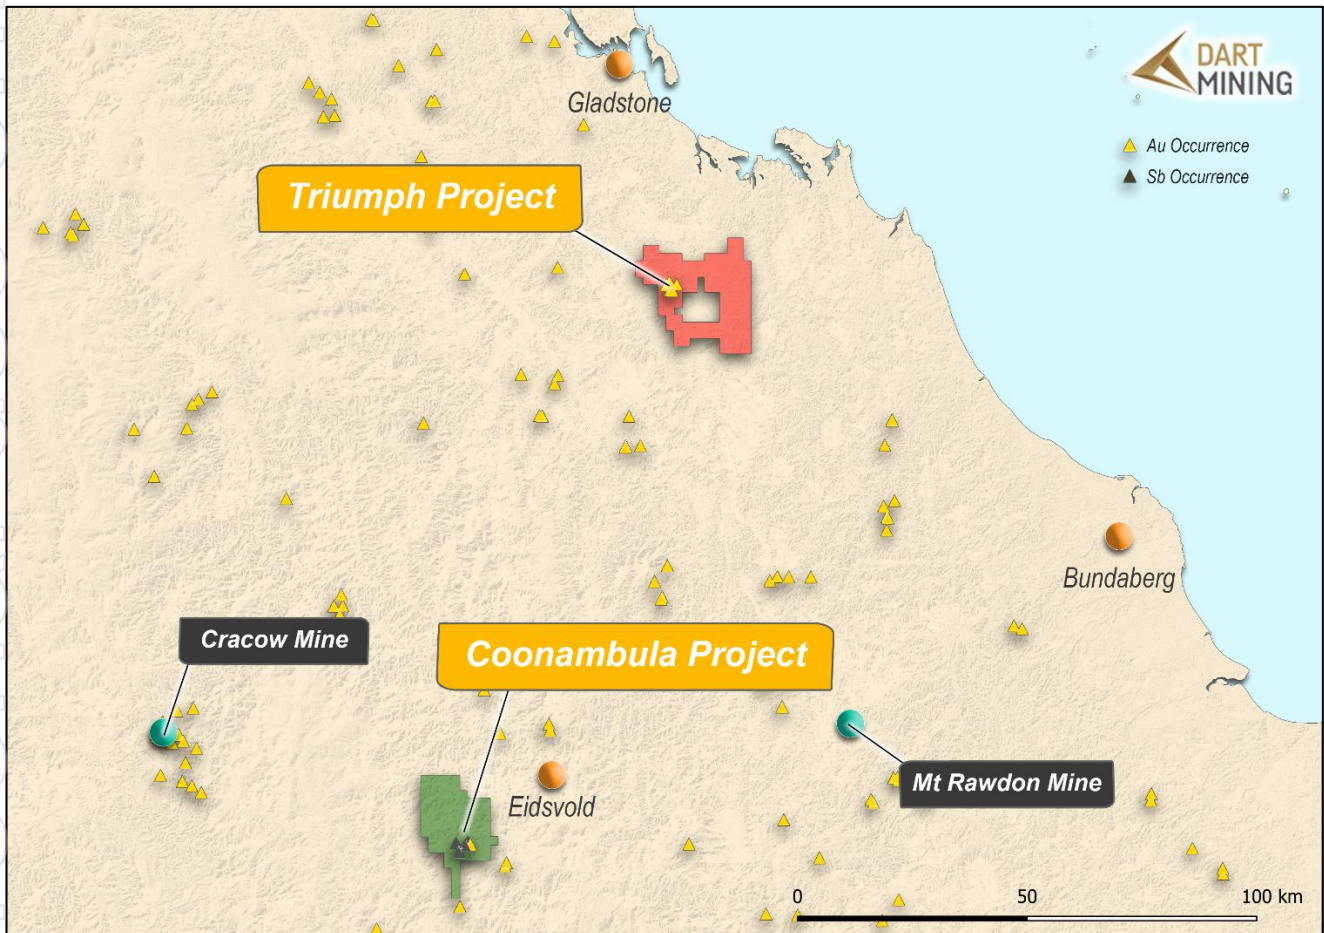 DART
MINING
Gladstone
Au Occurrence
Sb Occurrence
Triumph Project
Bundaberg
Cracow Mine
Coonambula Project
Mt Rawdon Mine
Eidsvold
0 50 100 km